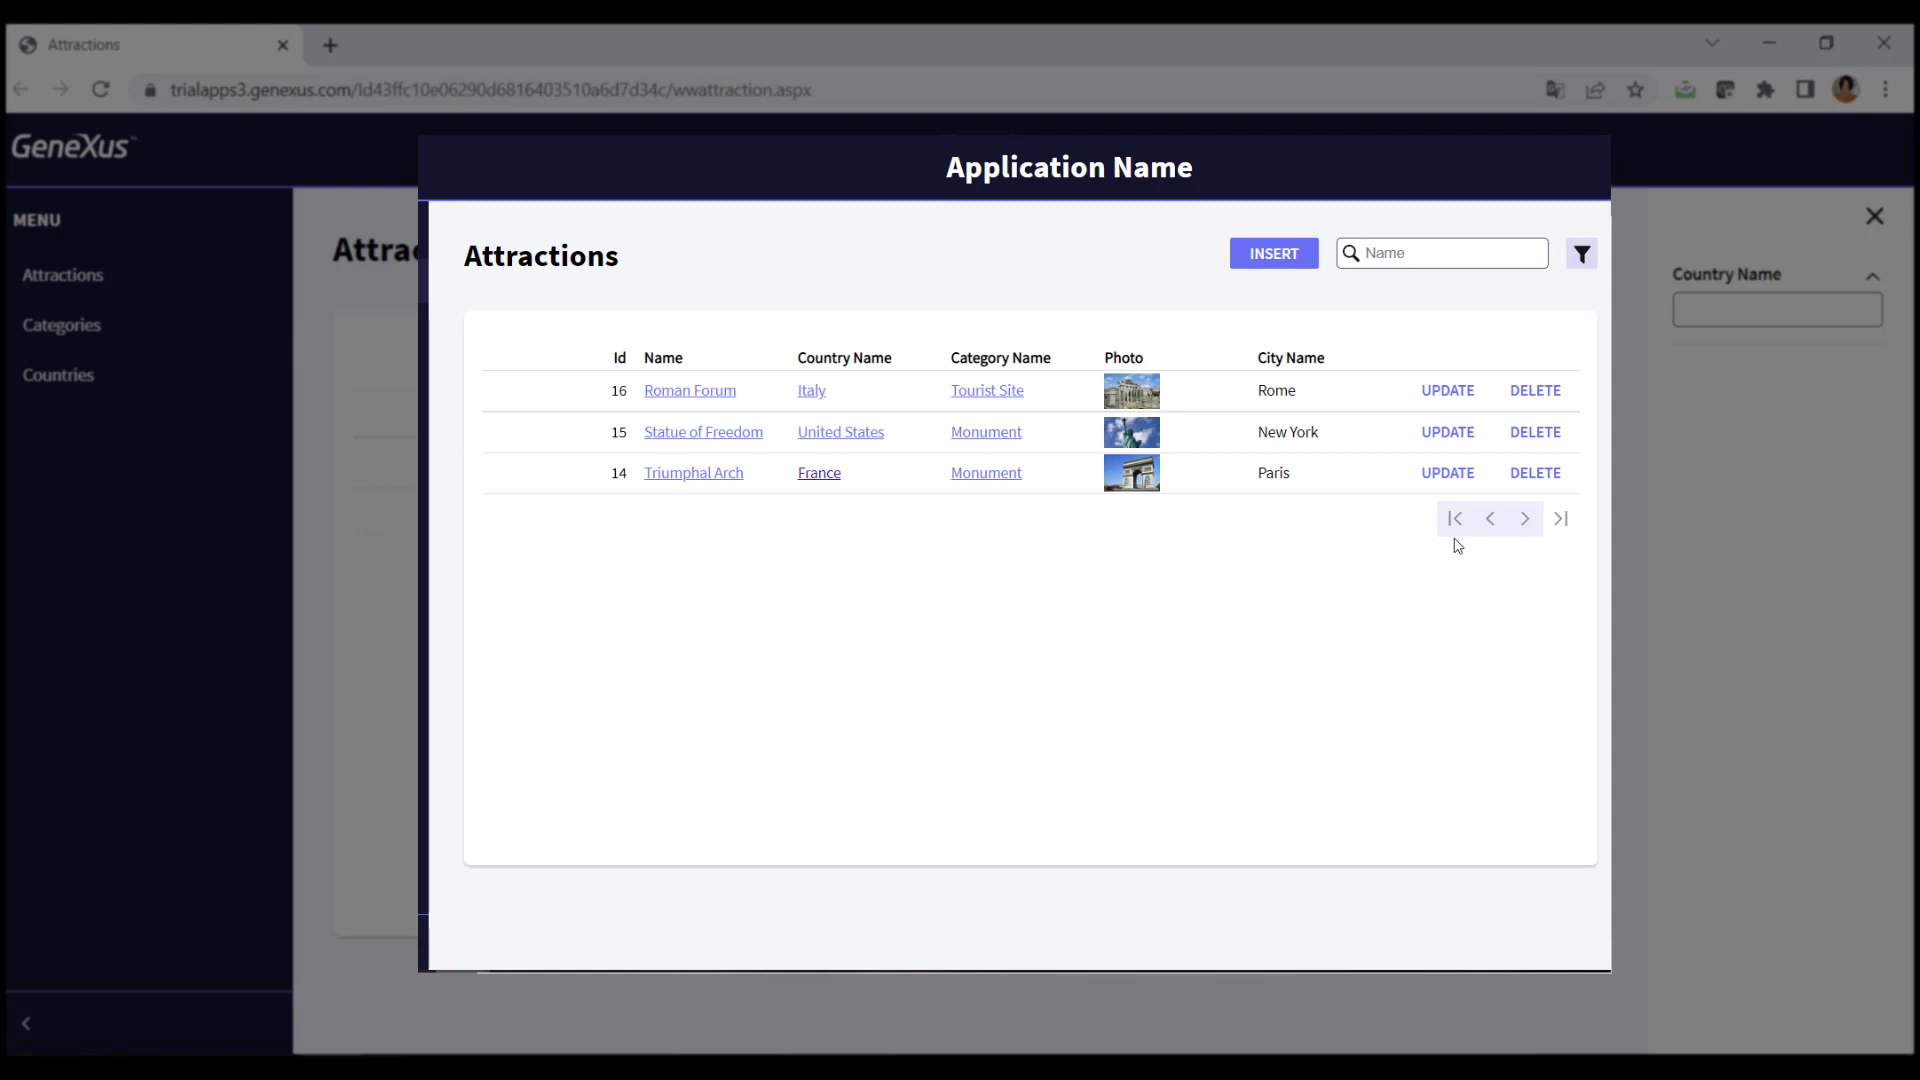 Attractions
trialapps3.genexus.com/Id43ffc10e06290d6816403510a6d7d34c/wwattraction.aspx
GeneXus™
Application Name
MENU
Attractions
Categories
Countries
Attrac
Attractions
INSERT
Name
Country Name
Id Name Country Name Category Name Photo City Name
16 Roman Forum Italy Tourist Site Rome UPDATE DELETE
15 Statue of Freedom United States Monument New York UPDATE DELETE
14 Triumphal Arch France Monument Paris UPDATE DELETE